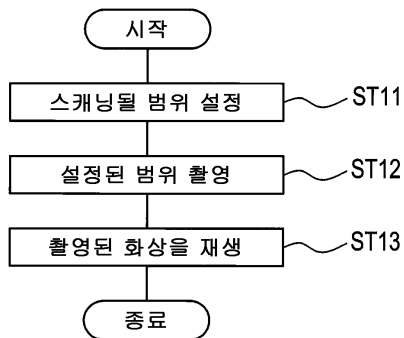 시작
스캐닝될 범위 설정
ST11
설정된 범위 촬영
ST12
촬영된 화상을 재생
ST13
종료